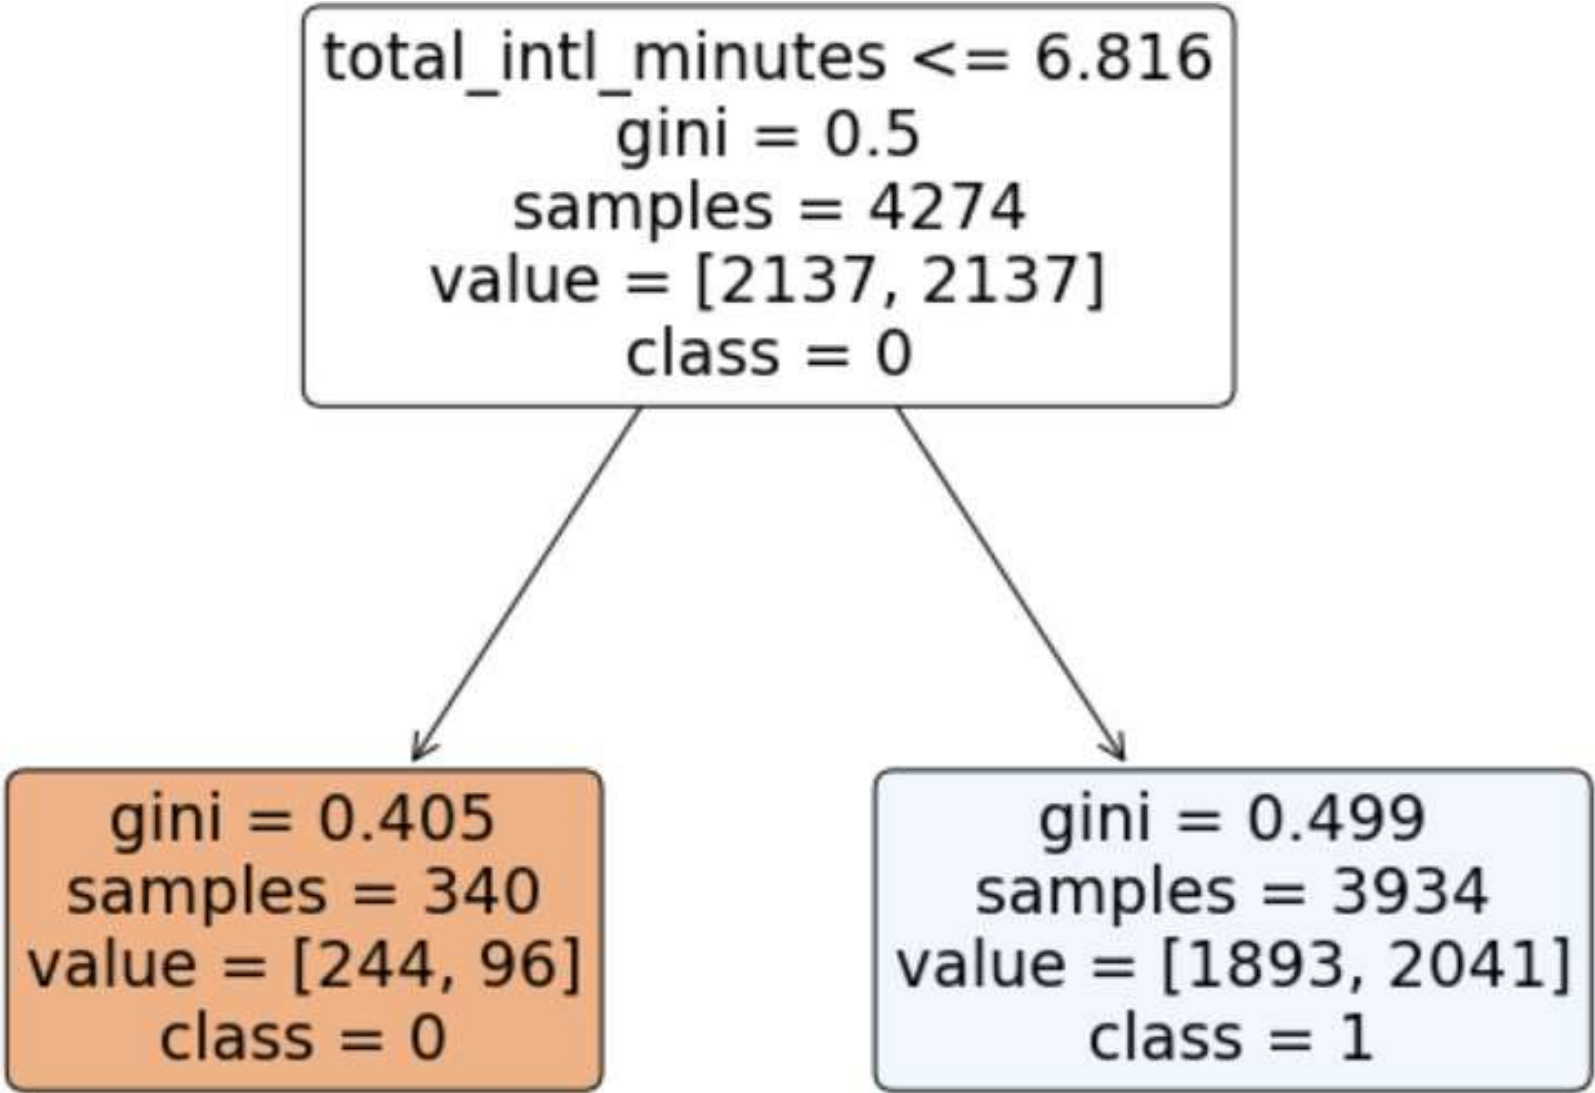 total_intl_minutes <= 6.816
gini = 0.5
samples = 4274
value = [2137, 2137]
class = 0
gini = 0.405
samples = 340
value = [244, 96]
class = 0
gini = 0.499
samples = 3934
value = [1893, 2041]
class = 1